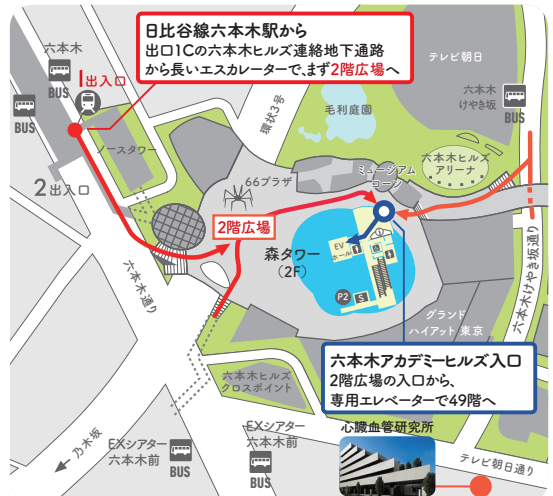 日比谷線六本木駅から
出口1Cの六本木ヒルズ連絡地下通路
から長いエスカレーターで、まず2階広場へ
六本木
BUS
1出入口
BUS
ノースタワー
2出入口
環状3号
毛利庭園
テレビ朝日
六本木
けやき坂
BUS
66プラザ
ミュージアム
コーン
六本木ヒルズ
アリーナ
2階広場
森タワー
(2F)
EV
ホール
P2
S
六本木通り
六本木けやき坂通り
グランド
ハイアット 東京
六本木アカデミーヒルズ入口
2階広場の入口から、
専用エレベーターで49階へ
六本木ヒルズ
クロスポイント
乃木坂
EXシアター
六本木前
BUS
EXシアター
六本木前
BUS
心臓血管研究所
テレビ朝日通り